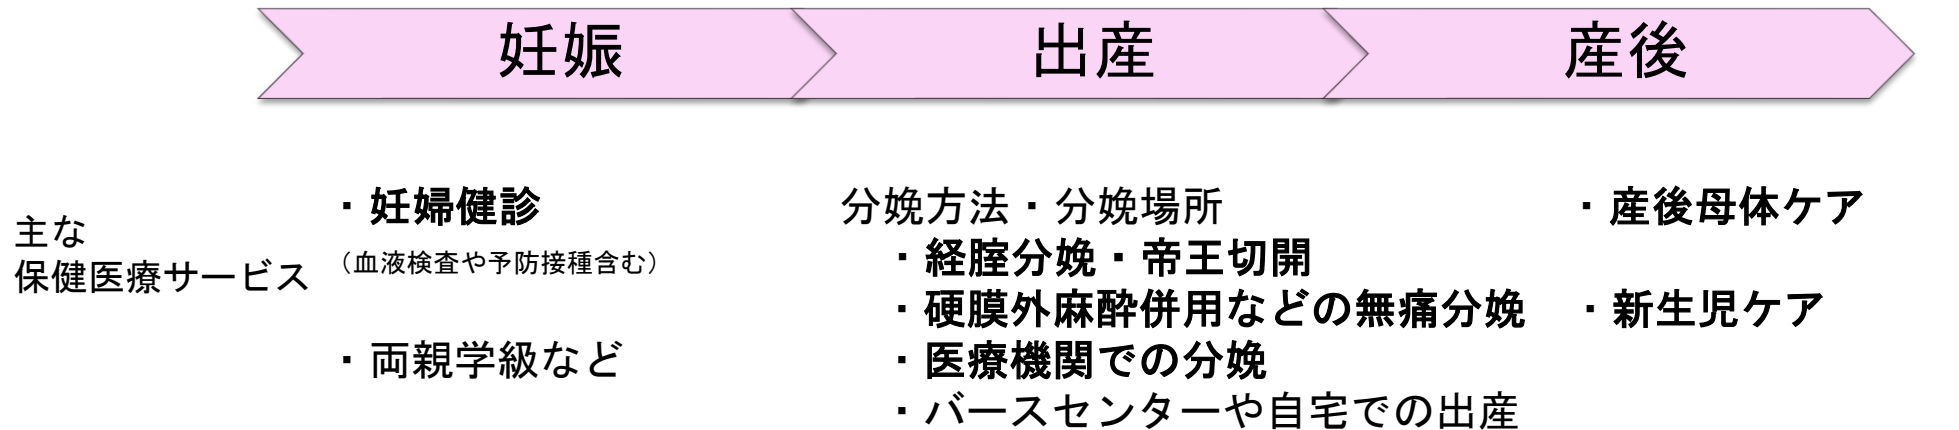 妊娠
出産
産後
主な
保健医療サービス
・妊婦健診
（血液検査や予防接種含む）
・両親学級など
分娩方法・分娩場所
・経腟分娩・帝王切開
・硬膜外麻酔併用などの無痛分娩
・医療機関での分娩
・バースセンターや自宅での出産
・産後母体ケア
・新生児ケア